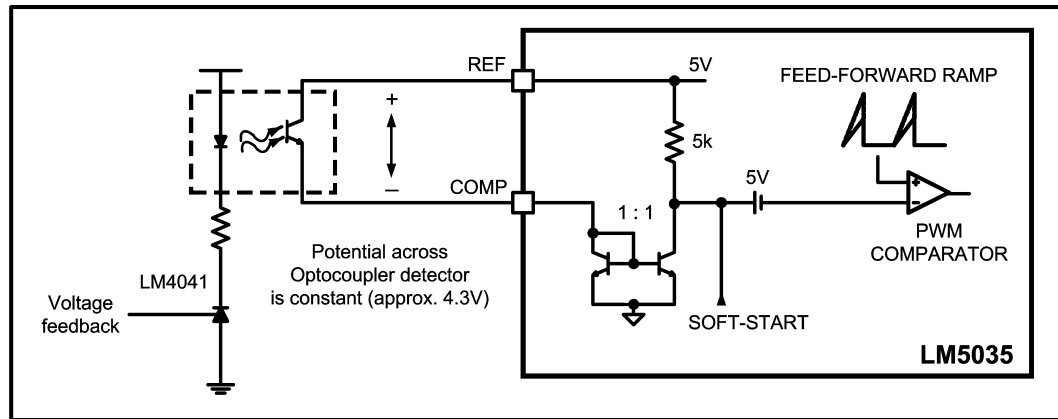 REF
5V
FEED-FORWARD RAMP
+
5k
–
COMP
1 : 1
5V
+
–
PWM
COMPARATOR
Potential across
Optocoupler detector
is constant (approx. 4.3V)
LM4041
Voltage
feedback
SOFT-START
LM5035